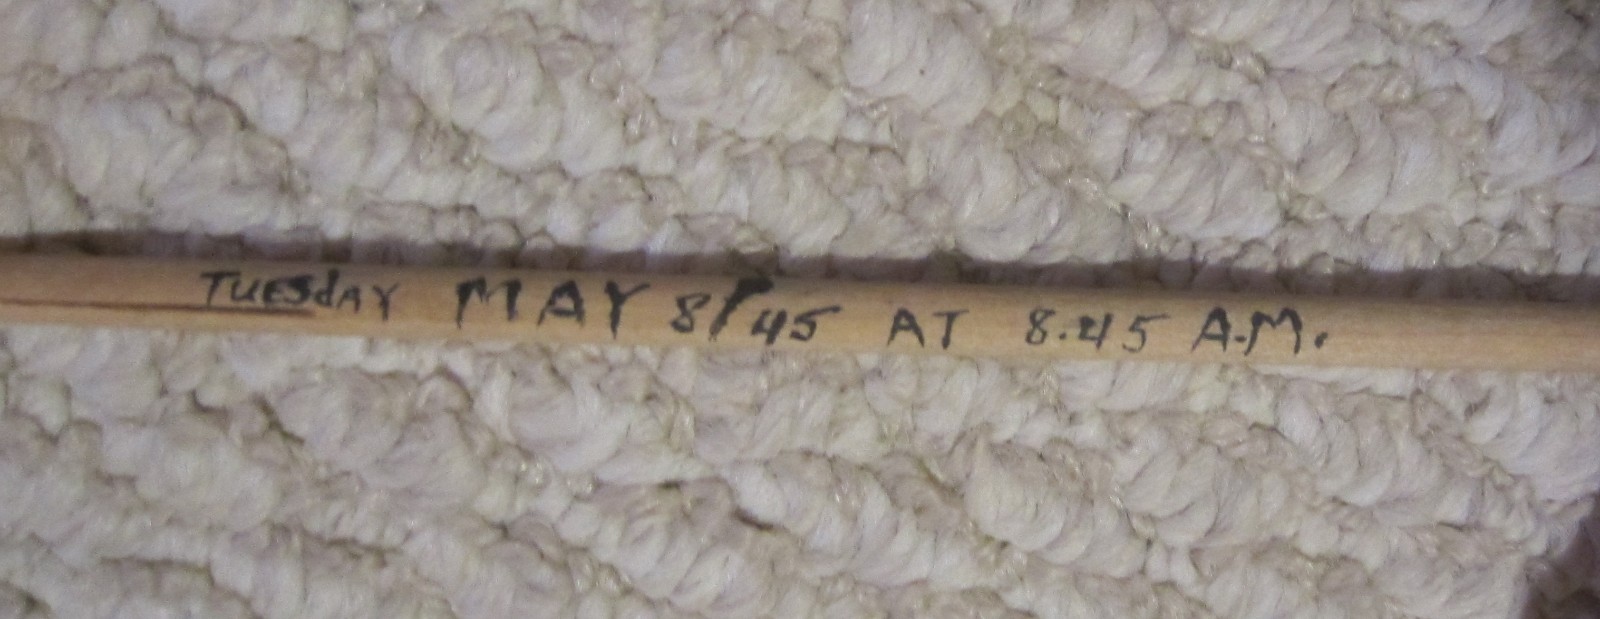 TUESdAY MAY 8/45 AT 8.45 A.M.